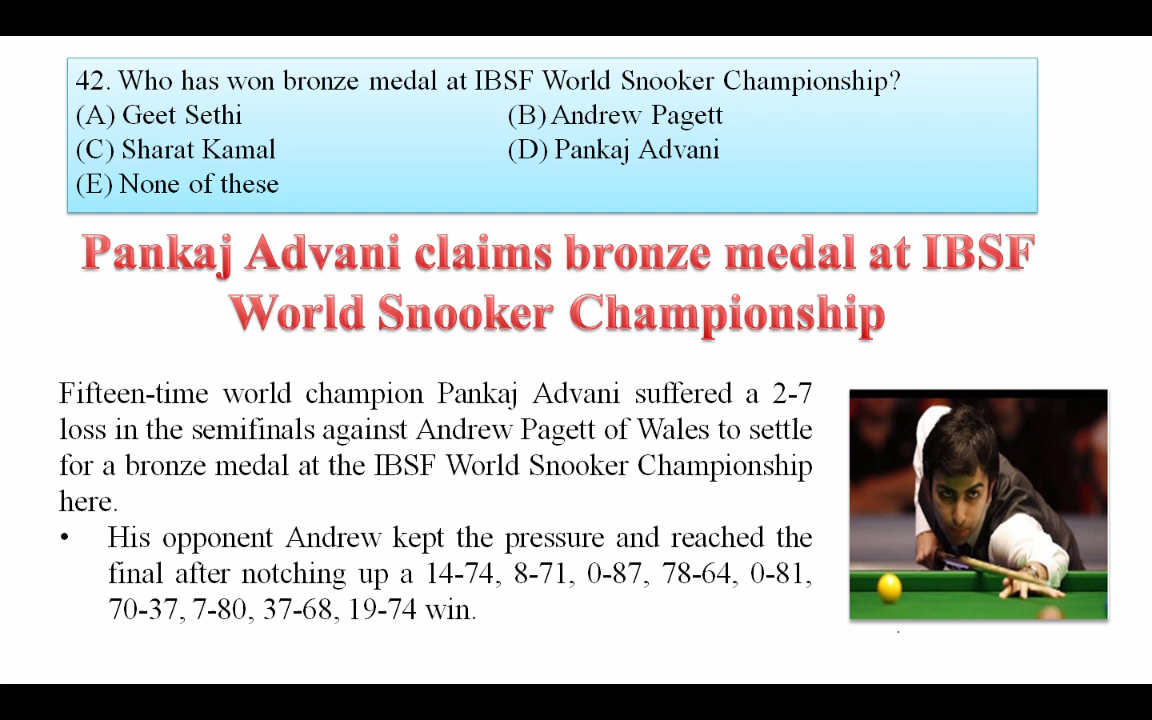 42. Who has won bronze medal at IBSF World Snooker Championship?
(A) Geet Sethi (B) Andrew Pagett
(C) Sharat Kamal (D) Pankaj Advani
(E) None of these
Pankaj Advani claims bronze medal at IBSF
World Snooker Championship
Fifteen-time world champion Pankaj Advani suffered a 2-7
loss in the semifinals against Andrew Pagett of Wales to settle
for a bronze medal at the IBSF World Snooker Championship
here.
• His opponent Andrew kept the pressure and reached the
final after notching up a 14-74, 8-71, 0-87, 78-64, 0-81,
70-37, 7-80, 37-68, 19-74 win.